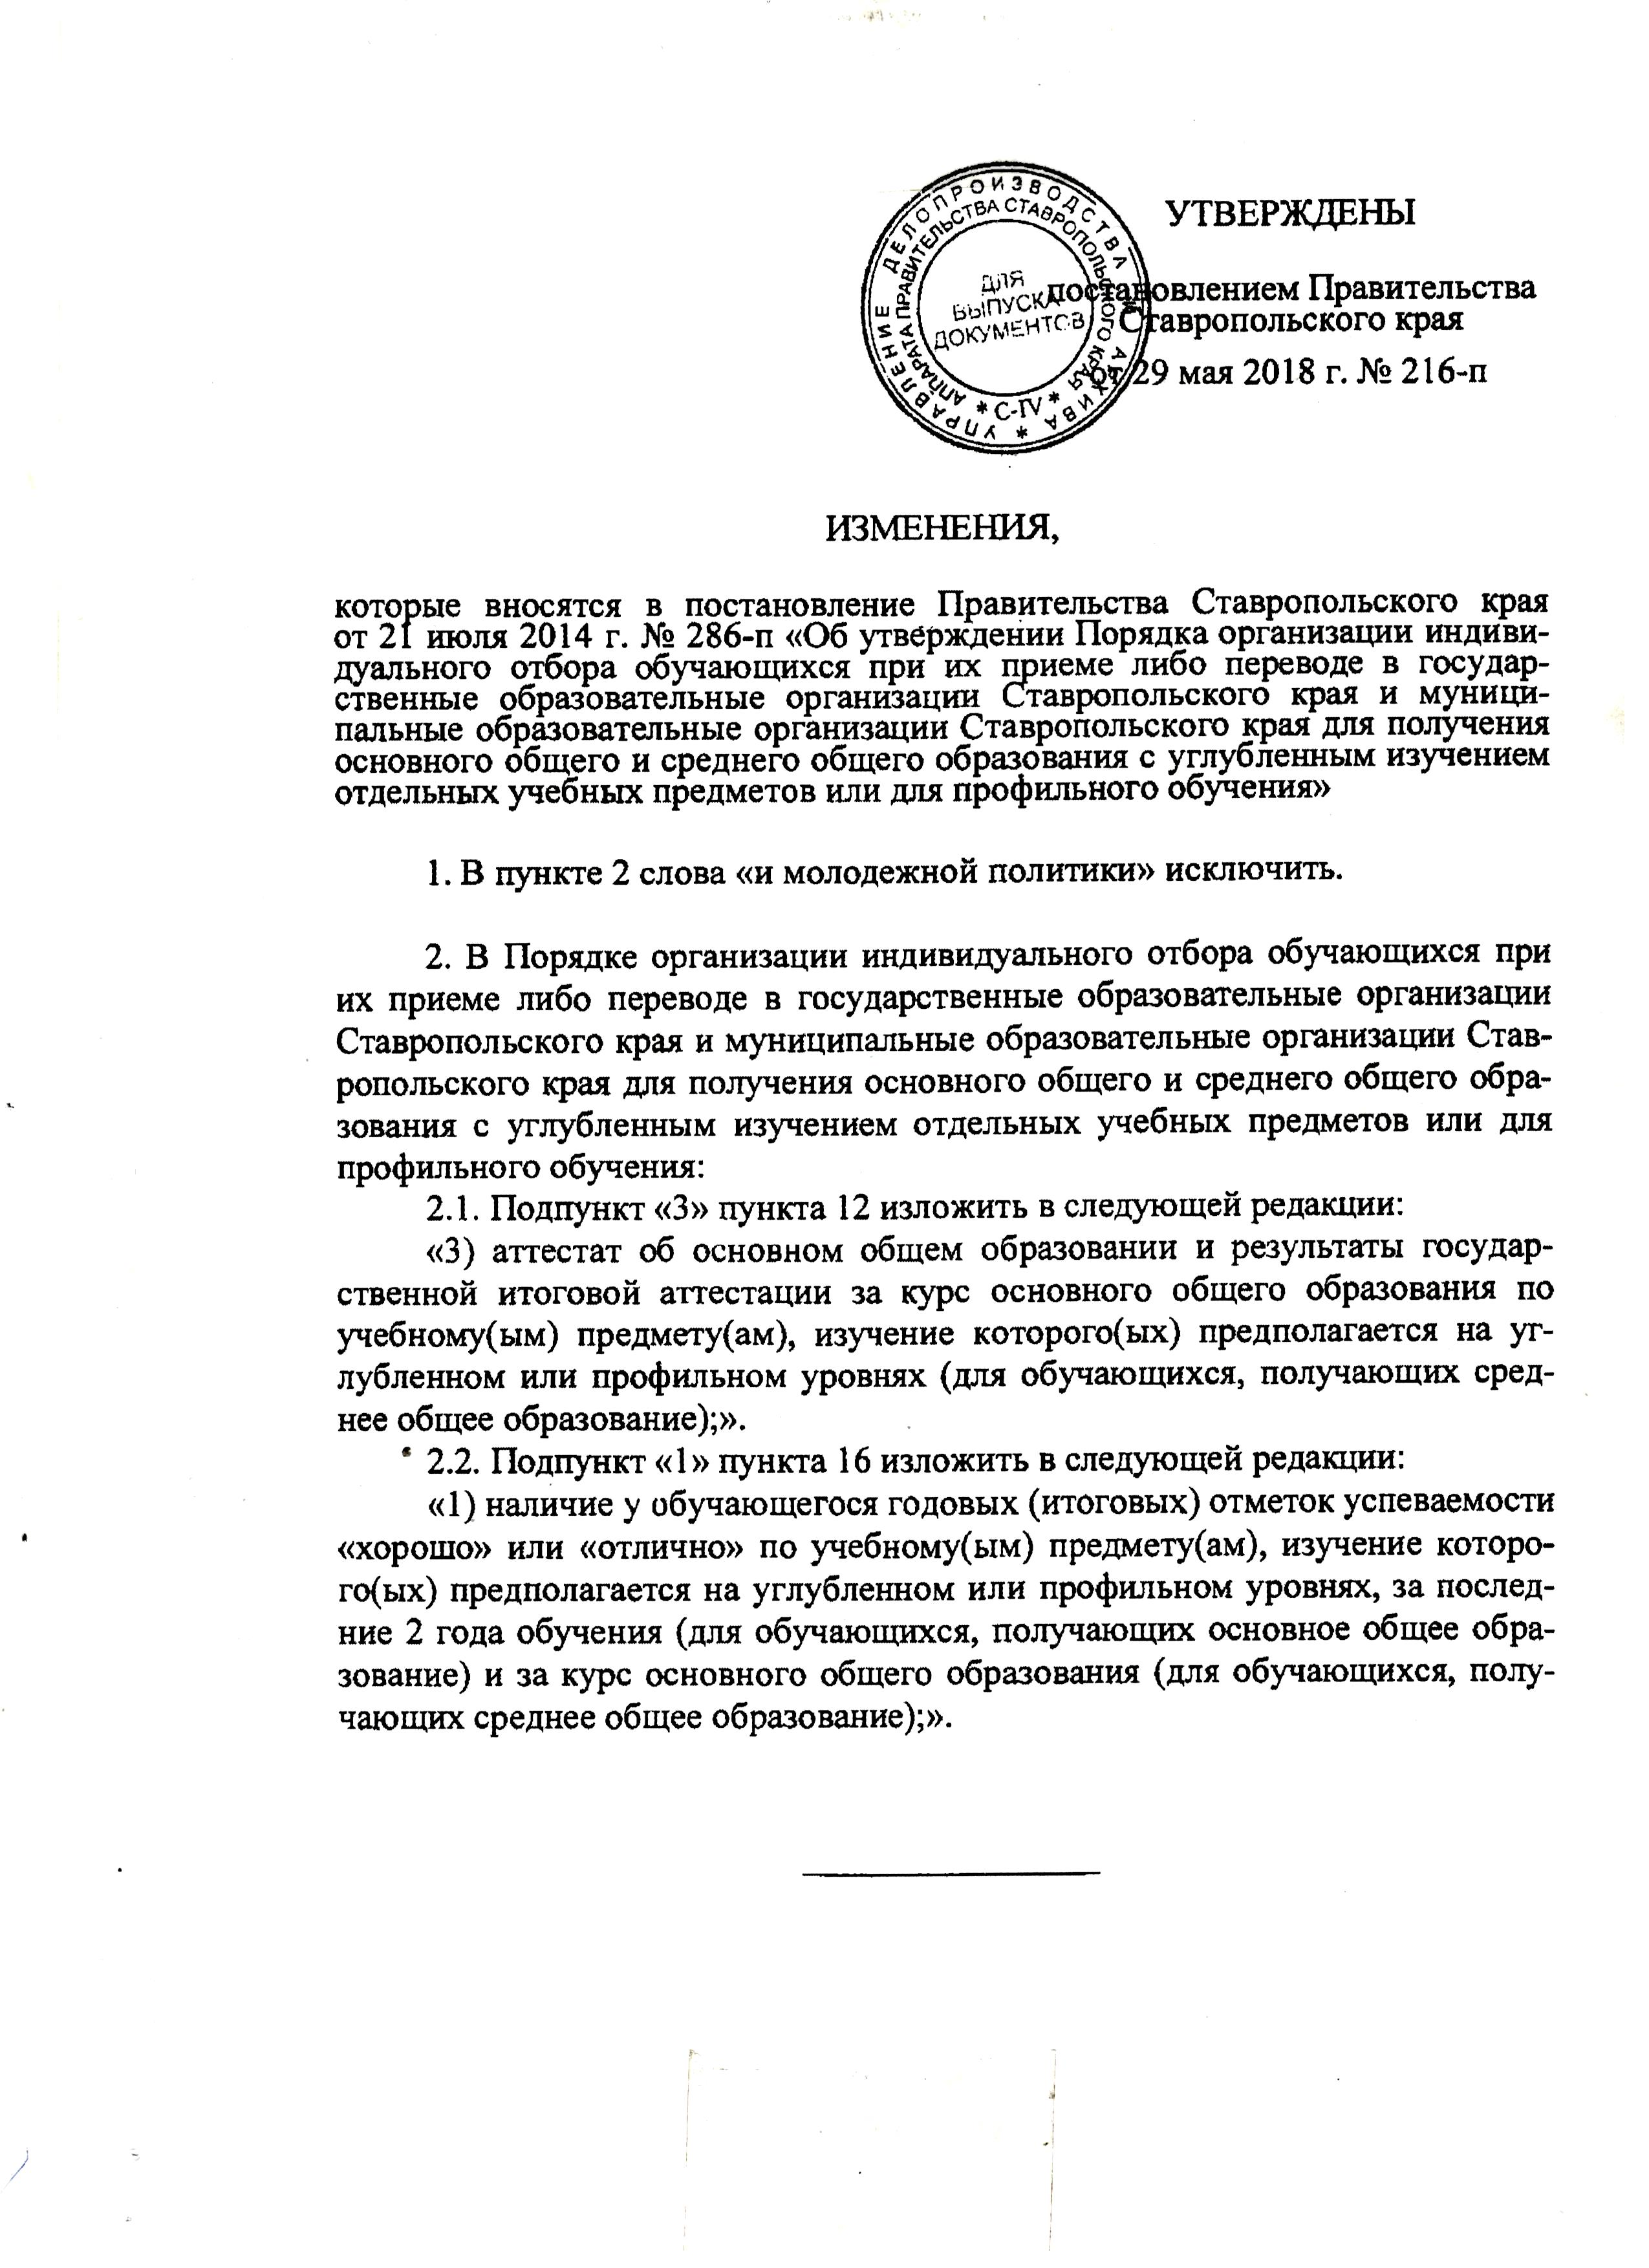 УТВЕРЖДЕНЫ
постановлением Правительства
Ставропольского края
от 29 мая 2018 г. № 216-п
УПРАВЛЕНИЕ ДЕЛОПРОИЗВОДСТВА И АРХИВА *
АППАРАТА ПРАВИТЕЛЬСТВА СТАВРОПОЛЬСКОГО КРАЯ
* С-IV *
ДЛЯ
ВЫПУСКА
ДОКУМЕНТОВ
ИЗМЕНЕНИЯ,
которые вносятся в постановление Правительства Ставропольского края
от 21 июля 2014 г. № 286-п «Об утверждении Порядка организации индиви-
дуального отбора обучающихся при их приеме либо переводе в государ-
ственные образовательные организации Ставропольского края и муници-
пальные образовательные организации Ставропольского края для получения
основного общего и среднего общего образования с углубленным изучением
отдельных учебных предметов или для профильного обучения»
1. В пункте 2 слова «и молодежной политики» исключить.
2. В Порядке организации индивидуального отбора обучающихся при
их приеме либо переводе в государственные образовательные организации
Ставропольского края и муниципальные образовательные организации Став-
ропольского края для получения основного общего и среднего общего обра-
зования с углубленным изучением отдельных учебных предметов или для
профильного обучения:
2.1. Подпункт «3» пункта 12 изложить в следующей редакции:
«3) аттестат об основном общем образовании и результаты государ-
ственной итоговой аттестации за курс основного общего образования по
учебному(ым) предмету(ам), изучение которого(ых) предполагается на уг-
лубленном или профильном уровнях (для обучающихся, получающих сред-
нее общее образование);».
2.2. Подпункт «1» пункта 16 изложить в следующей редакции:
«1) наличие у обучающегося годовых (итоговых) отметок успеваемости
«хорошо» или «отлично» по учебному(ым) предмету(ам), изучение которо-
го(ых) предполагается на углубленном или профильном уровнях, за послед-
ние 2 года обучения (для обучающихся, получающих основное общее обра-
зование) и за курс основного общего образования (для обучающихся, полу-
чающих среднее общее образование);».